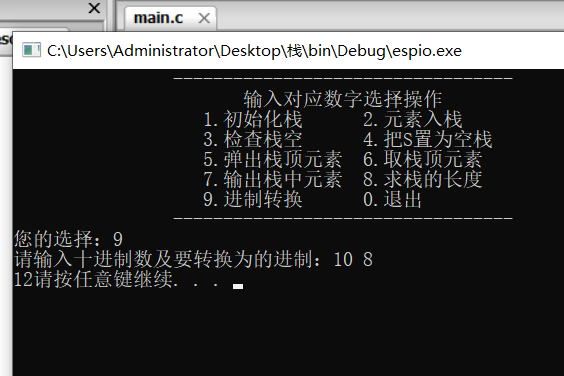 main.c
C:\Users\Administrator\Desktop\栈\bin\Debug\espio.exe
----------------------------------
输入对应数字选择操作
1.初始化栈 2.元素入栈
3.检查栈空 4.把S置为空栈
5.弹出栈顶元素 6.取栈顶元素
7.输出栈中元素 8.求栈的长度
9.进制转换 0.退出
----------------------------------
您的选择：9
请输入十进制数及要转换为的进制：10 8
12请按任意键继续. . .